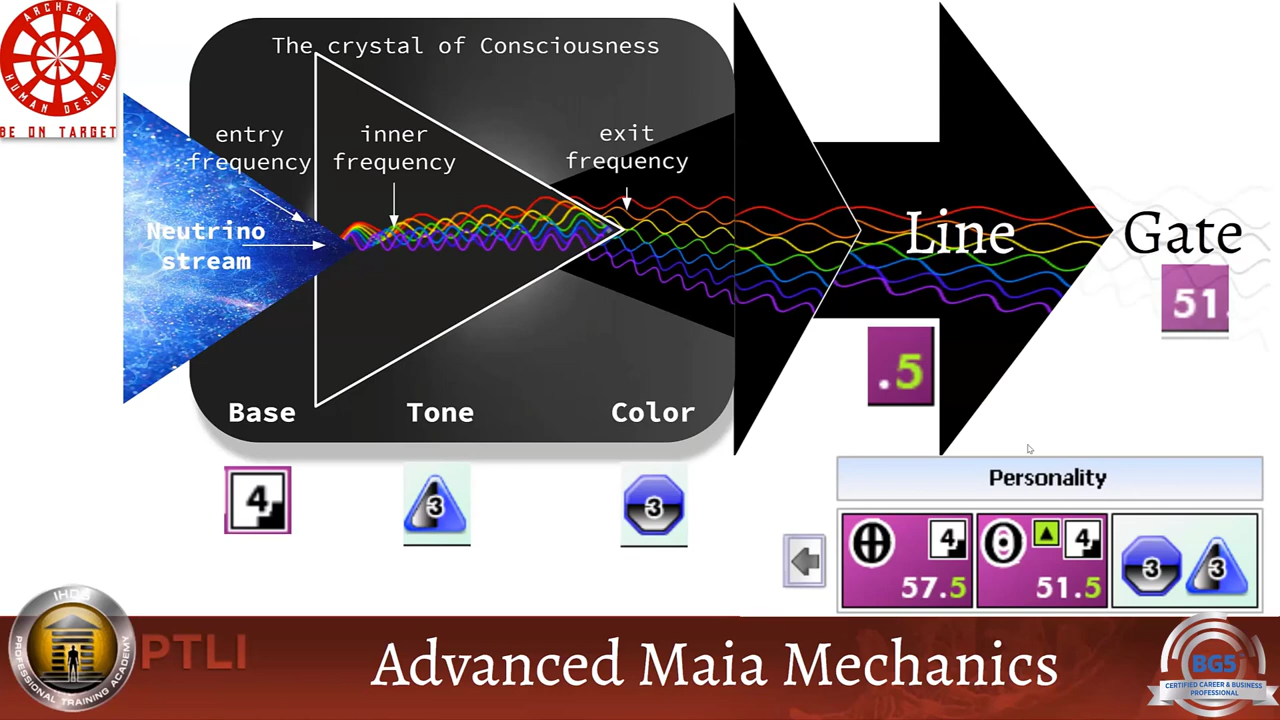 ARCHERS
HUMAN DESIGN
BE ON TARGET
The crystal of Consciousness
entry
frequency
inner
frequency
exit
frequency
Neutrino
stream
Line
Gate
51.
.5
Base
Tone
Color
4
3
3
Personality
4
57.5
4
51.5
3
3
IHDS
PROFESSIONAL TRAINING ACADEMY
PTLI
Advanced Maia Mechanics
BG5
CERTIFIED CAREER & BUSINESS
PROFESSIONAL